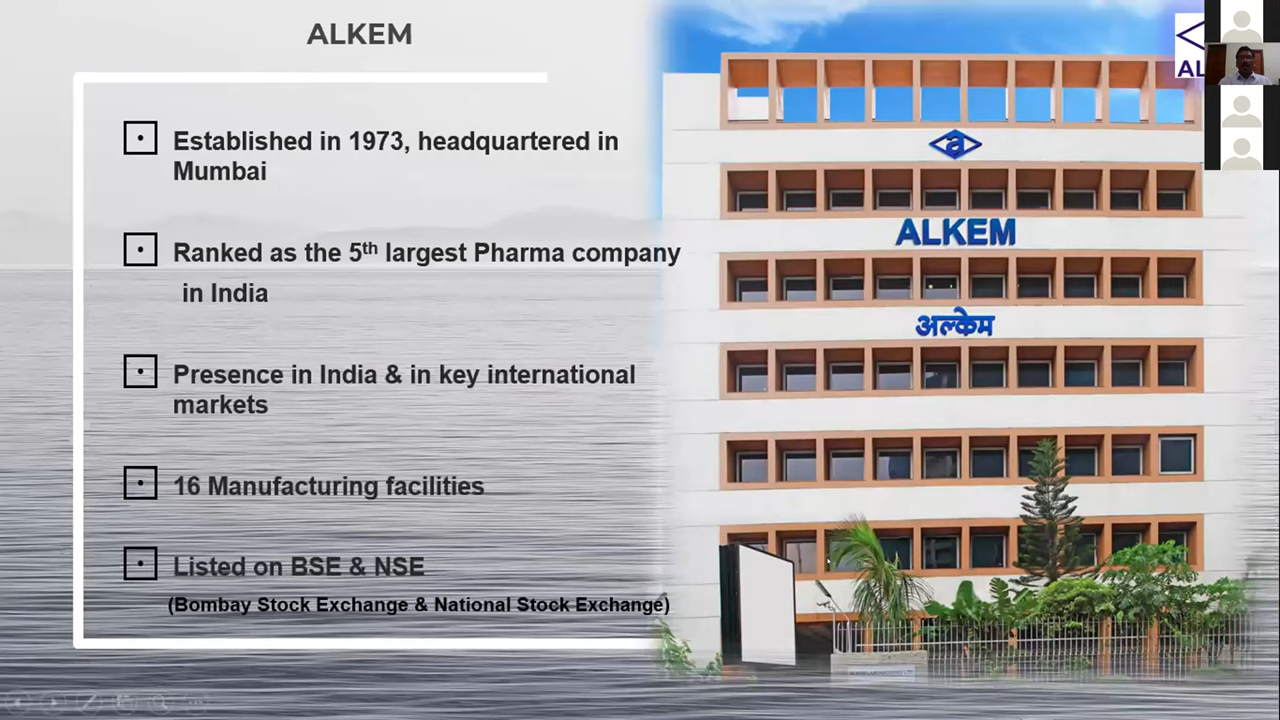 ALKEM
Established in 1973, headquartered in
Mumbai
Ranked as the 5th largest Pharma company
in India
Presence in India & in key international
markets
16 Manufacturing facilities
Listed on BSE & NSE
(Bombay Stock Exchange & National Stock Exchange)
a
ALKEM
अल्केम
AL